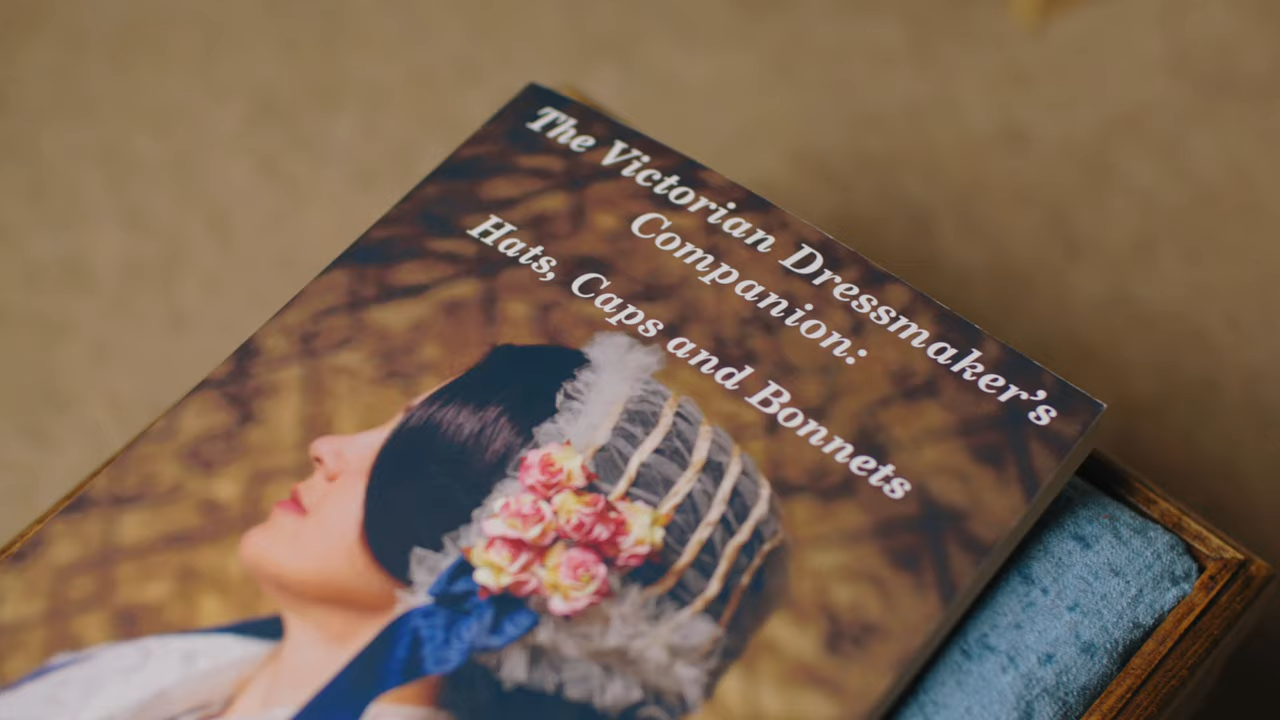 The Victorian Dressmaker's
Companion:
Hats, Caps and Bonnets